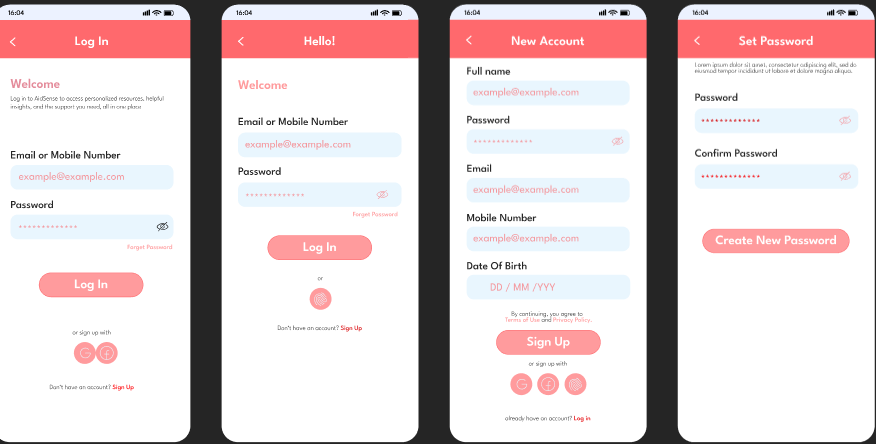 16:04
Log In
Welcome
Log in to AidSense to access personalized resources, helpful
insights, and the support you need, all in one place
Email or Mobile Number
example@example.com
Password
*************
Forget Password
Log In
or sign up with
G f
Don't have an account? Sign Up
16:04
Hello!
Welcome
Email or Mobile Number
example@example.com
Password
*************
Forget Password
Log In
or
Don't have an account? Sign Up
16:04
New Account
Full name
example@example.com
Password
*************
Email
example@example.com
Mobile Number
example@example.com
Date Of Birth
DD / MM /YYY
By continuing, you agree to
Terms of Use and Privacy Policy.
Sign Up
or sign up with
G f
already have an account? Log in
16:04
Set Password
Lorem ipsum dolor sit amet, consectetur adipiscing elit, sed do
eiusmod tempor incididunt ut labore et dolore magna aliqua.
Password
*************
Confirm Password
*************
Create New Password